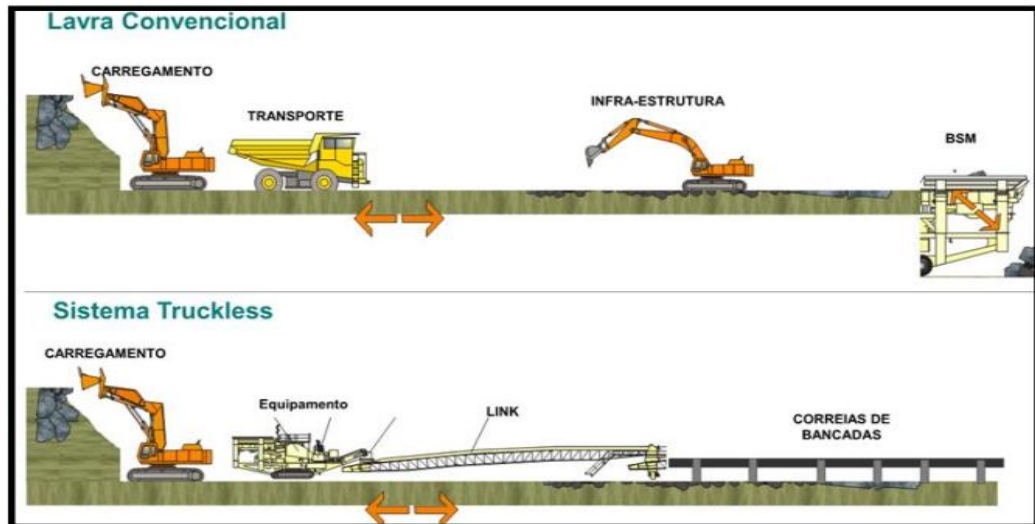 Lavra Convencional
CARREGAMENTO
TRANSPORTE
INFRA-ESTRUTURA
BSM
Sistema Truckless
CARREGAMENTO
Equipamento
LINK
CORREIAS DE
BANCADAS